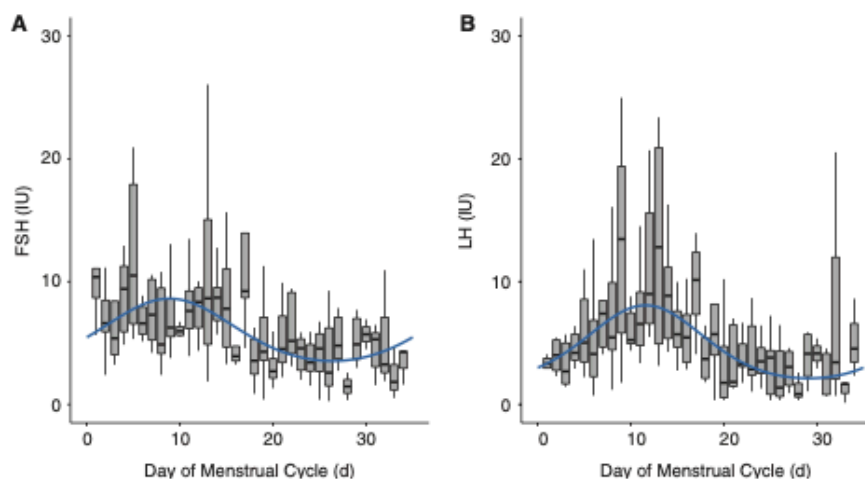 A
30
20
10
0
FSH (IU)
0 10 20 30
Day of Menstrual Cycle (d)
B
30
20
10
0
LH (IU)
0 10 20 30
Day of Menstrual Cycle (d)